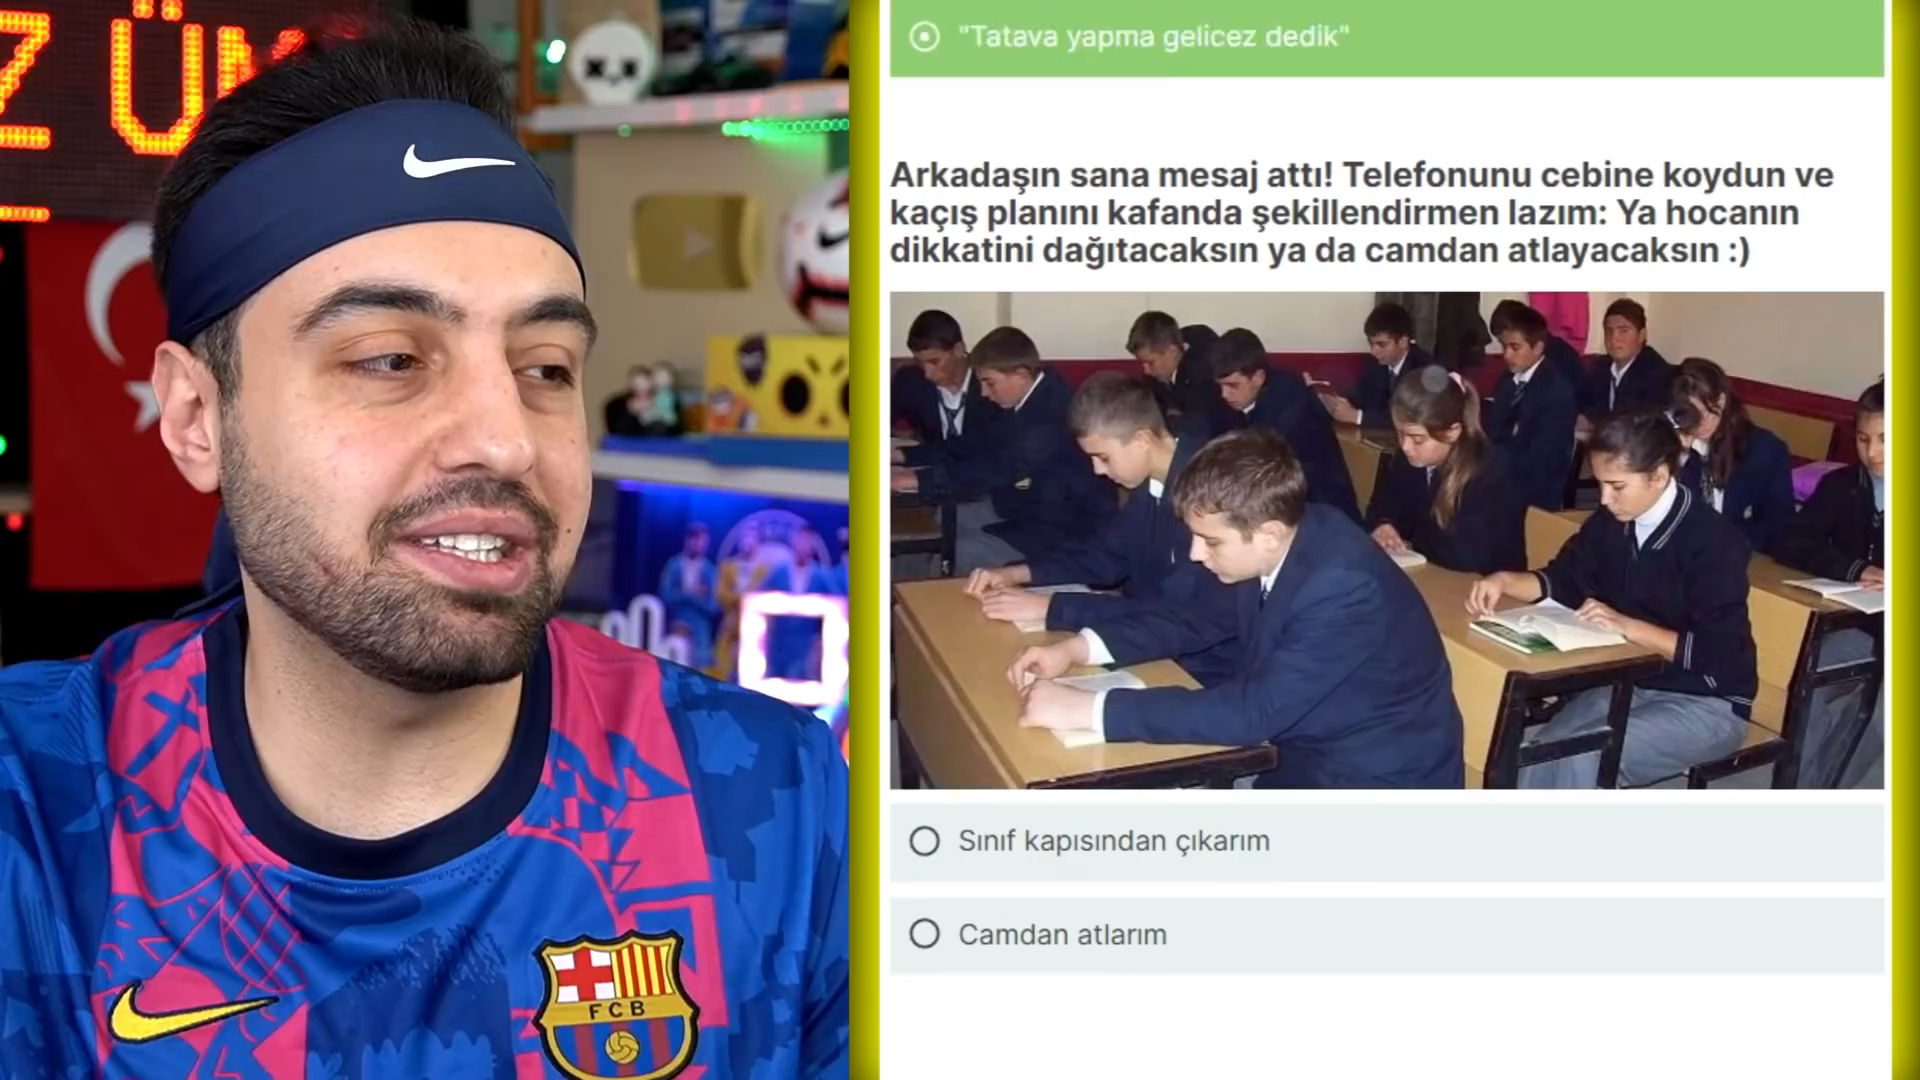 Z ÜM
"Tatava yapma gelicez dedik"
Arkadaşın sana mesaj attı! Telefonunu cebine koydun ve
kaçış planını kafanda şekillendirmen lazım: Ya hocanın
dikkatini dağıtacaksın ya da camdan atlayacaksın :)
Sınıf kapısından çıkarım
Camdan atlarım
FCB